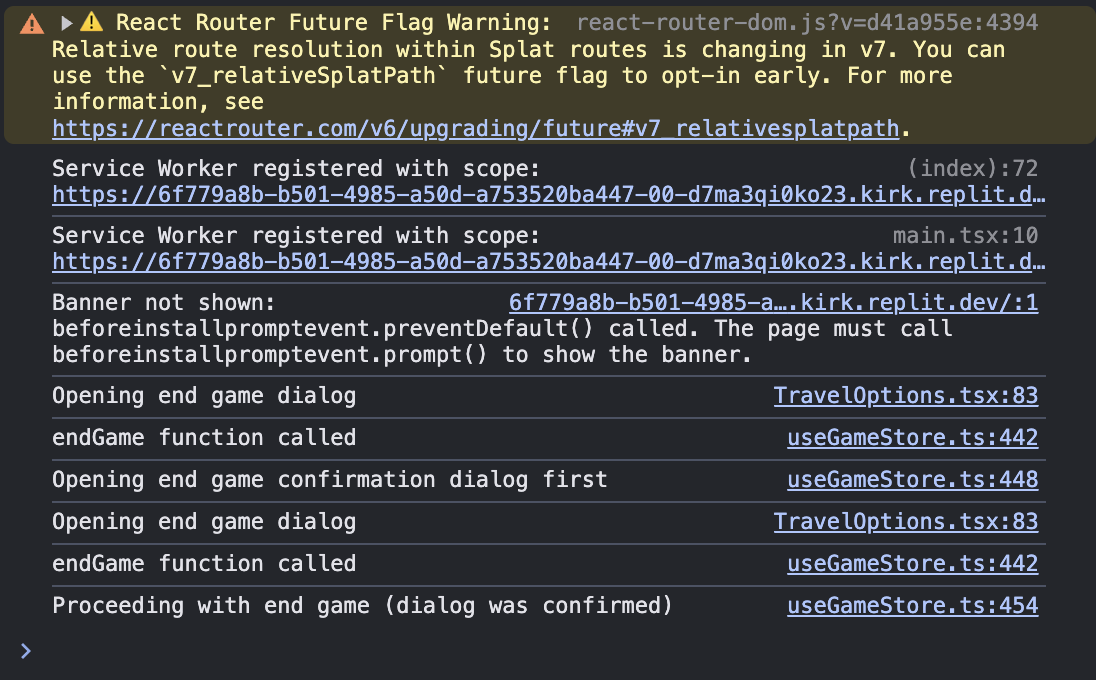 ⚠️ React Router Future Flag Warning: react-router-dom.js?v=d41a955e:4394
Relative route resolution within Splat routes is changing in v7. You can
use the `v7_relativeSplatPath` future flag to opt-in early. For more
information, see
https://reactrouter.com/v6/upgrading/future#v7_relativesplatpath.
Service Worker registered with scope: (index):72
https://6f779a8b-b501-4985-a50d-a753520ba447-00-d7ma3qi0ko23.kirk.replit.d…
Service Worker registered with scope: main.tsx:10
https://6f779a8b-b501-4985-a50d-a753520ba447-00-d7ma3qi0ko23.kirk.replit.d…
Banner not shown: 6f779a8b-b501-4985-a….kirk.replit.dev/:1
beforeinstallpromptevent.preventDefault() called. The page must call
beforeinstallpromptevent.prompt() to show the banner.
Opening end game dialog TravelOptions.tsx:83
endGame function called useGameStore.ts:442
Opening end game confirmation dialog first useGameStore.ts:448
Opening end game dialog TravelOptions.tsx:83
endGame function called useGameStore.ts:442
Proceeding with end game (dialog was confirmed) useGameStore.ts:454